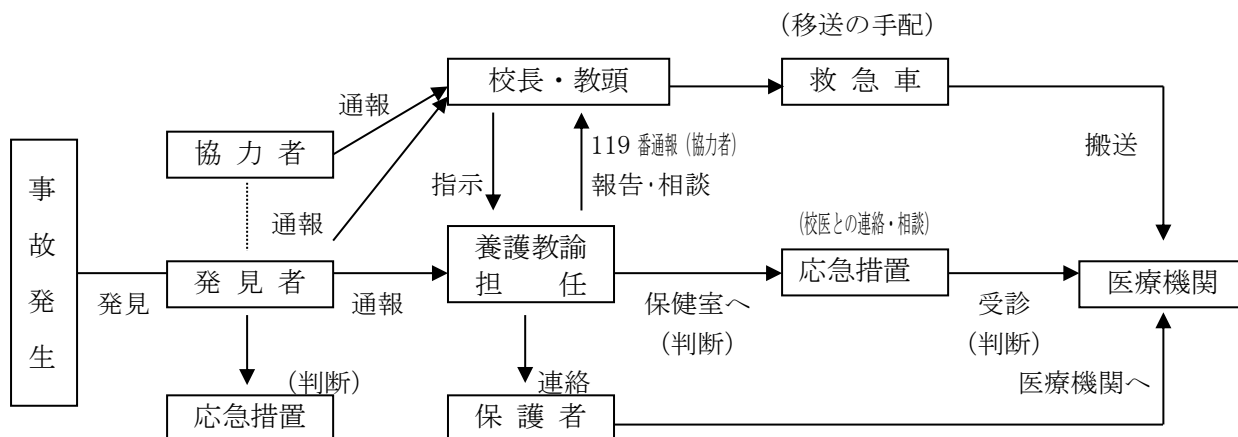 (移送の手配)
校長・教頭
救 急 車
通報
協 力 者
119 番通報 (協力者)
搬送
指示
報告・相談
事故発生
通報
養護教諭
担　　任
(校医との連絡・相談)
応急措置
発 見 者
医療機関
発見
通報
保健室へ
(判断)
受診
(判断)
(判断)
連絡
医療機関へ
応急措置
保 護 者